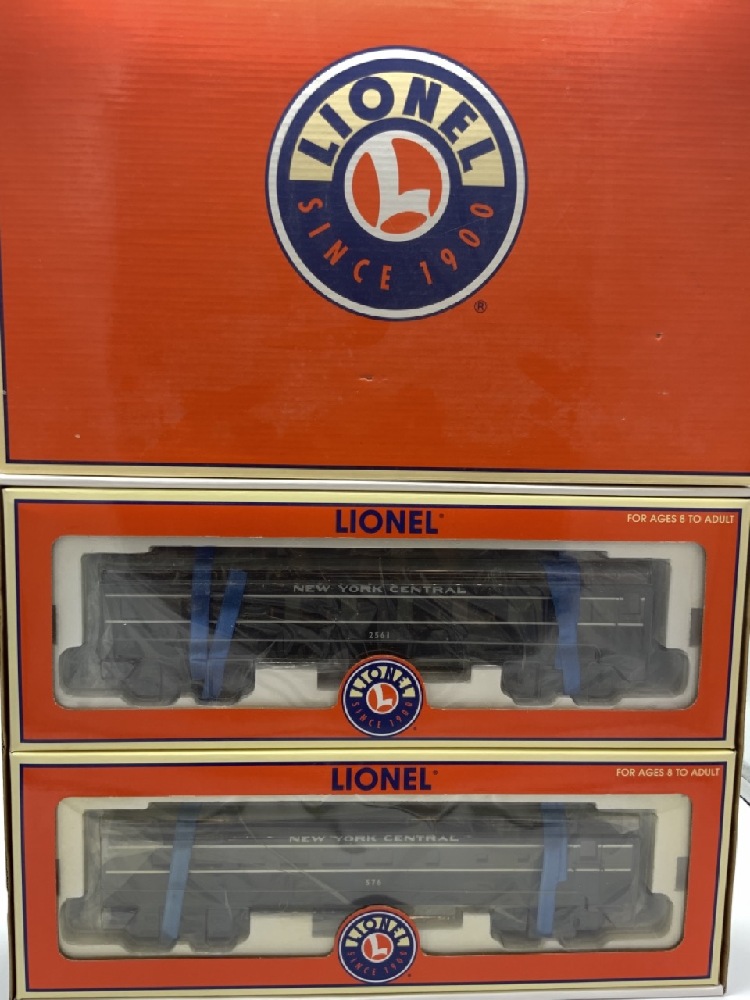 LIONEL
L
SINCE 1900
®
LIONEL®
FOR AGES 8 TO ADULT
NEW YORK CENTRAL
2561
LIONEL
L
SINCE 1900
LIONEL®
FOR AGES 8 TO ADULT
NEW YORK CENTRAL
576
LIONEL
L
SINCE 1900